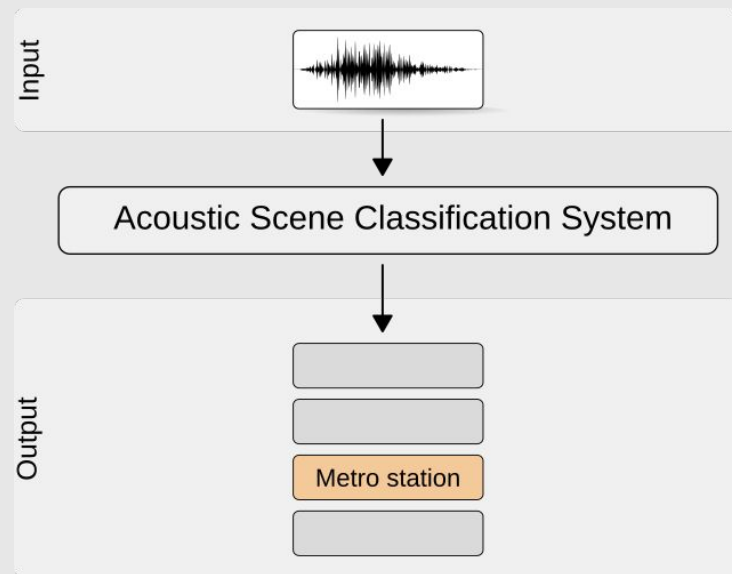 Input
Acoustic Scene Classification System
Output
Metro station